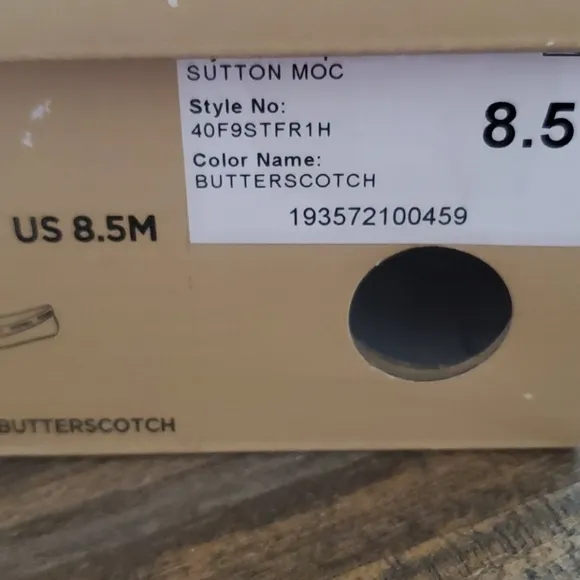 SUTTON MOC
Style No:
40F9STFR1H
8.5
Color Name:
BUTTERSCOTCH
193572100459
US 8.5M
BUTTERSCOTCH